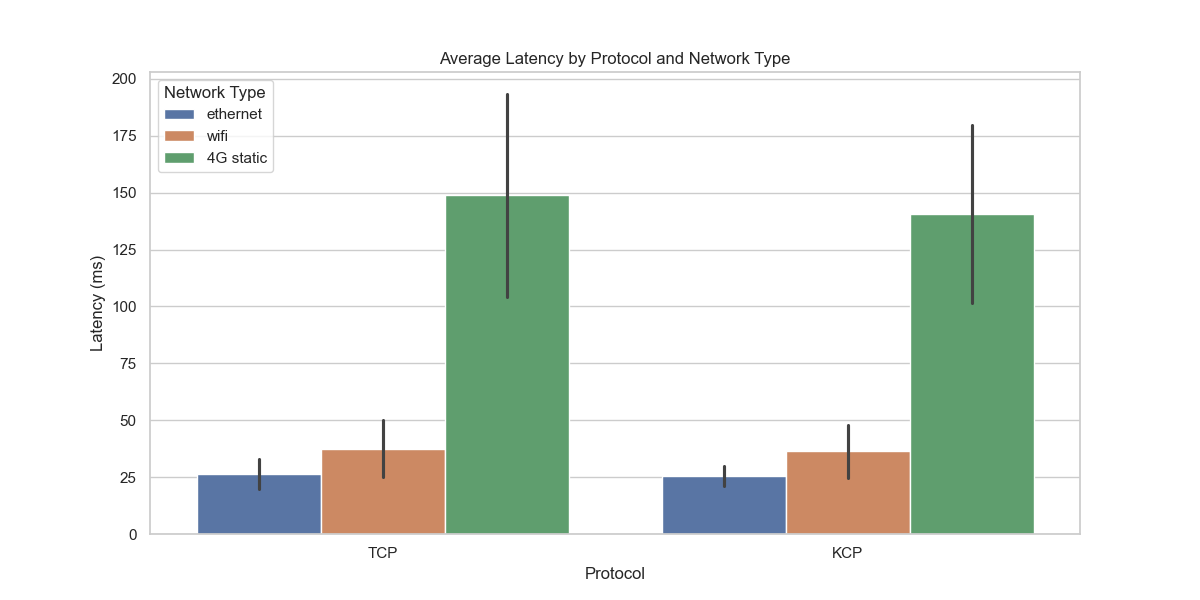 Average Latency by Protocol and Network Type
Network Type
ethernet
wifi
4G static
Latency (ms)
200
175
150
125
100
75
50
25
0
TCP
KCP
Protocol